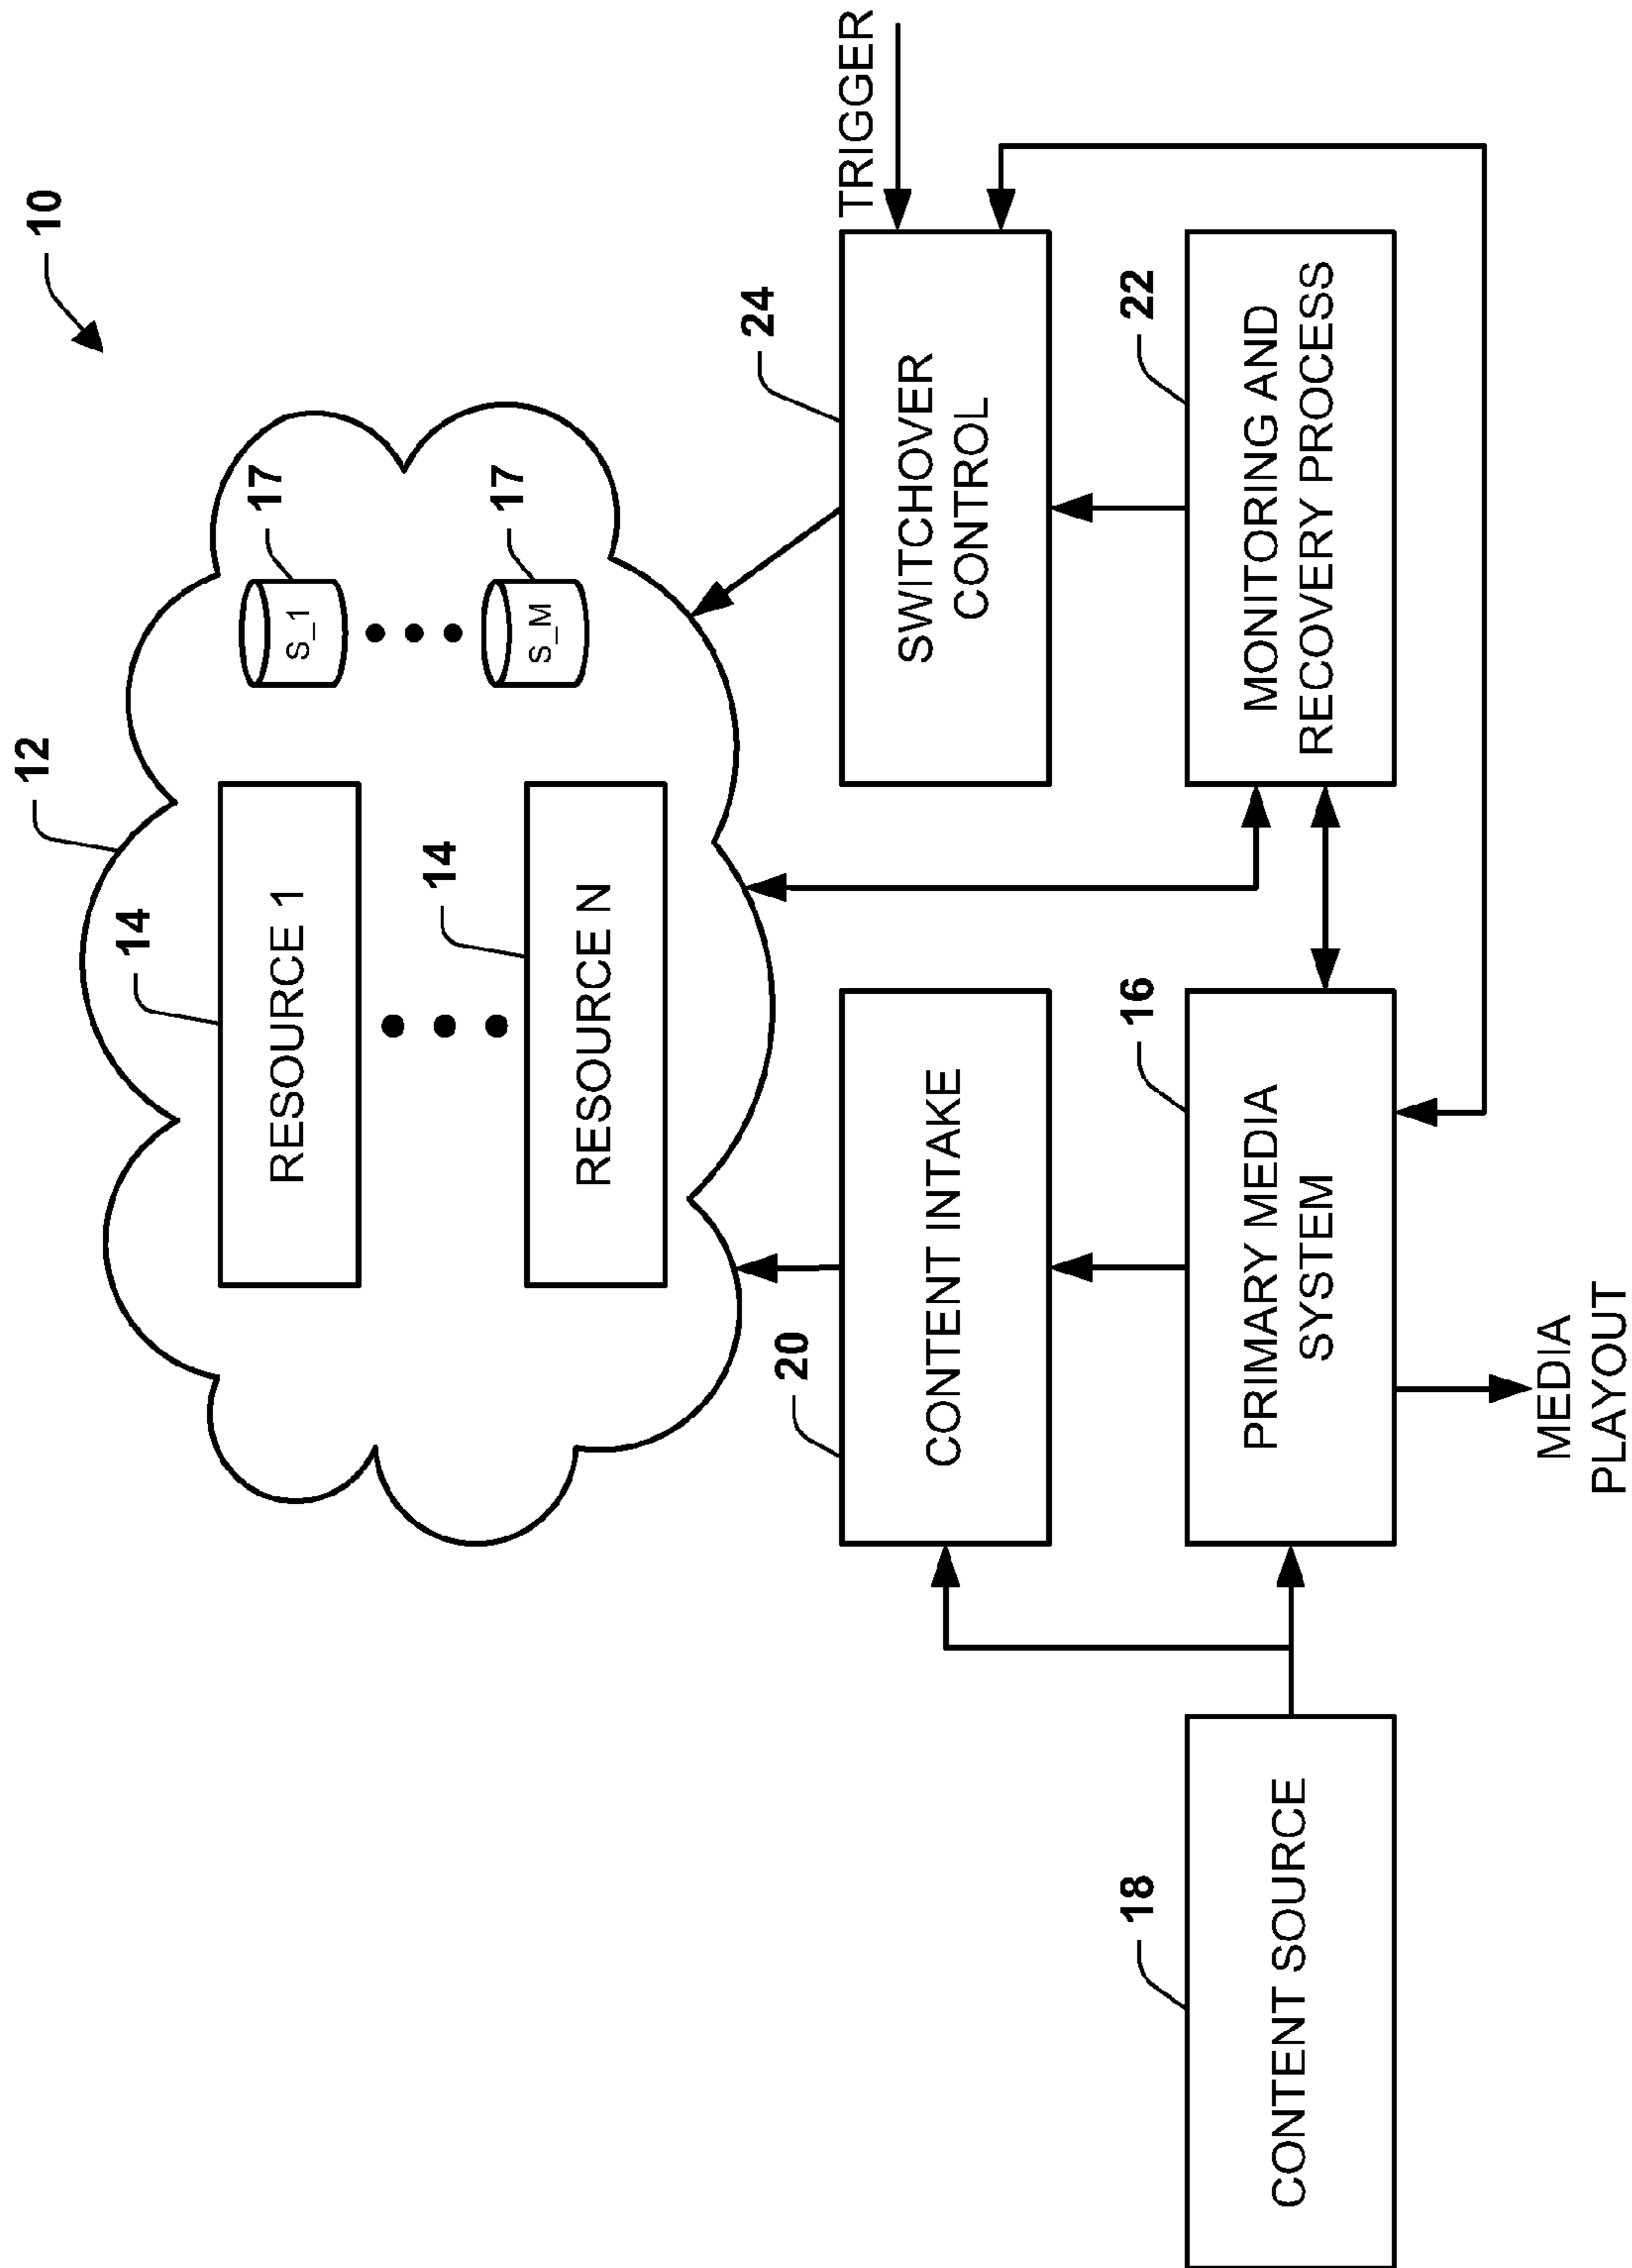 10
12
14
RESOURCE 1
17
S_1
14
RESOURCE N
17
S_M
20
CONTENT INTAKE
24
SWITCHOVER
CONTROL
TRIGGER
18
CONTENT SOURCE
16
PRIMARY MEDIA
SYSTEM
22
MONITORING AND
RECOVERY PROCESS
MEDIA
PLAYOUT